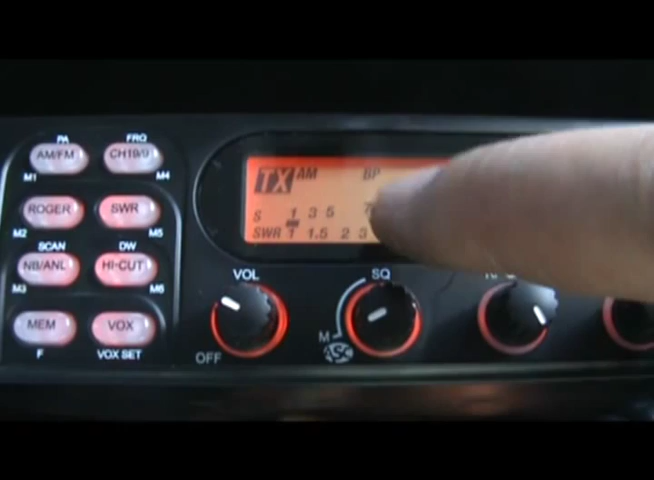 PA FRQ
AM/FM CH19/9
M1 M4
ROGER SWR
M2 M5
SCAN DW
NB/ANL HI-CUT
M3 M6
MEM VOX
F VOX SET
TX AM BP
S 1 3 5
SWR 1 1.5 2 3
VOL SQ
OFF M
ASC